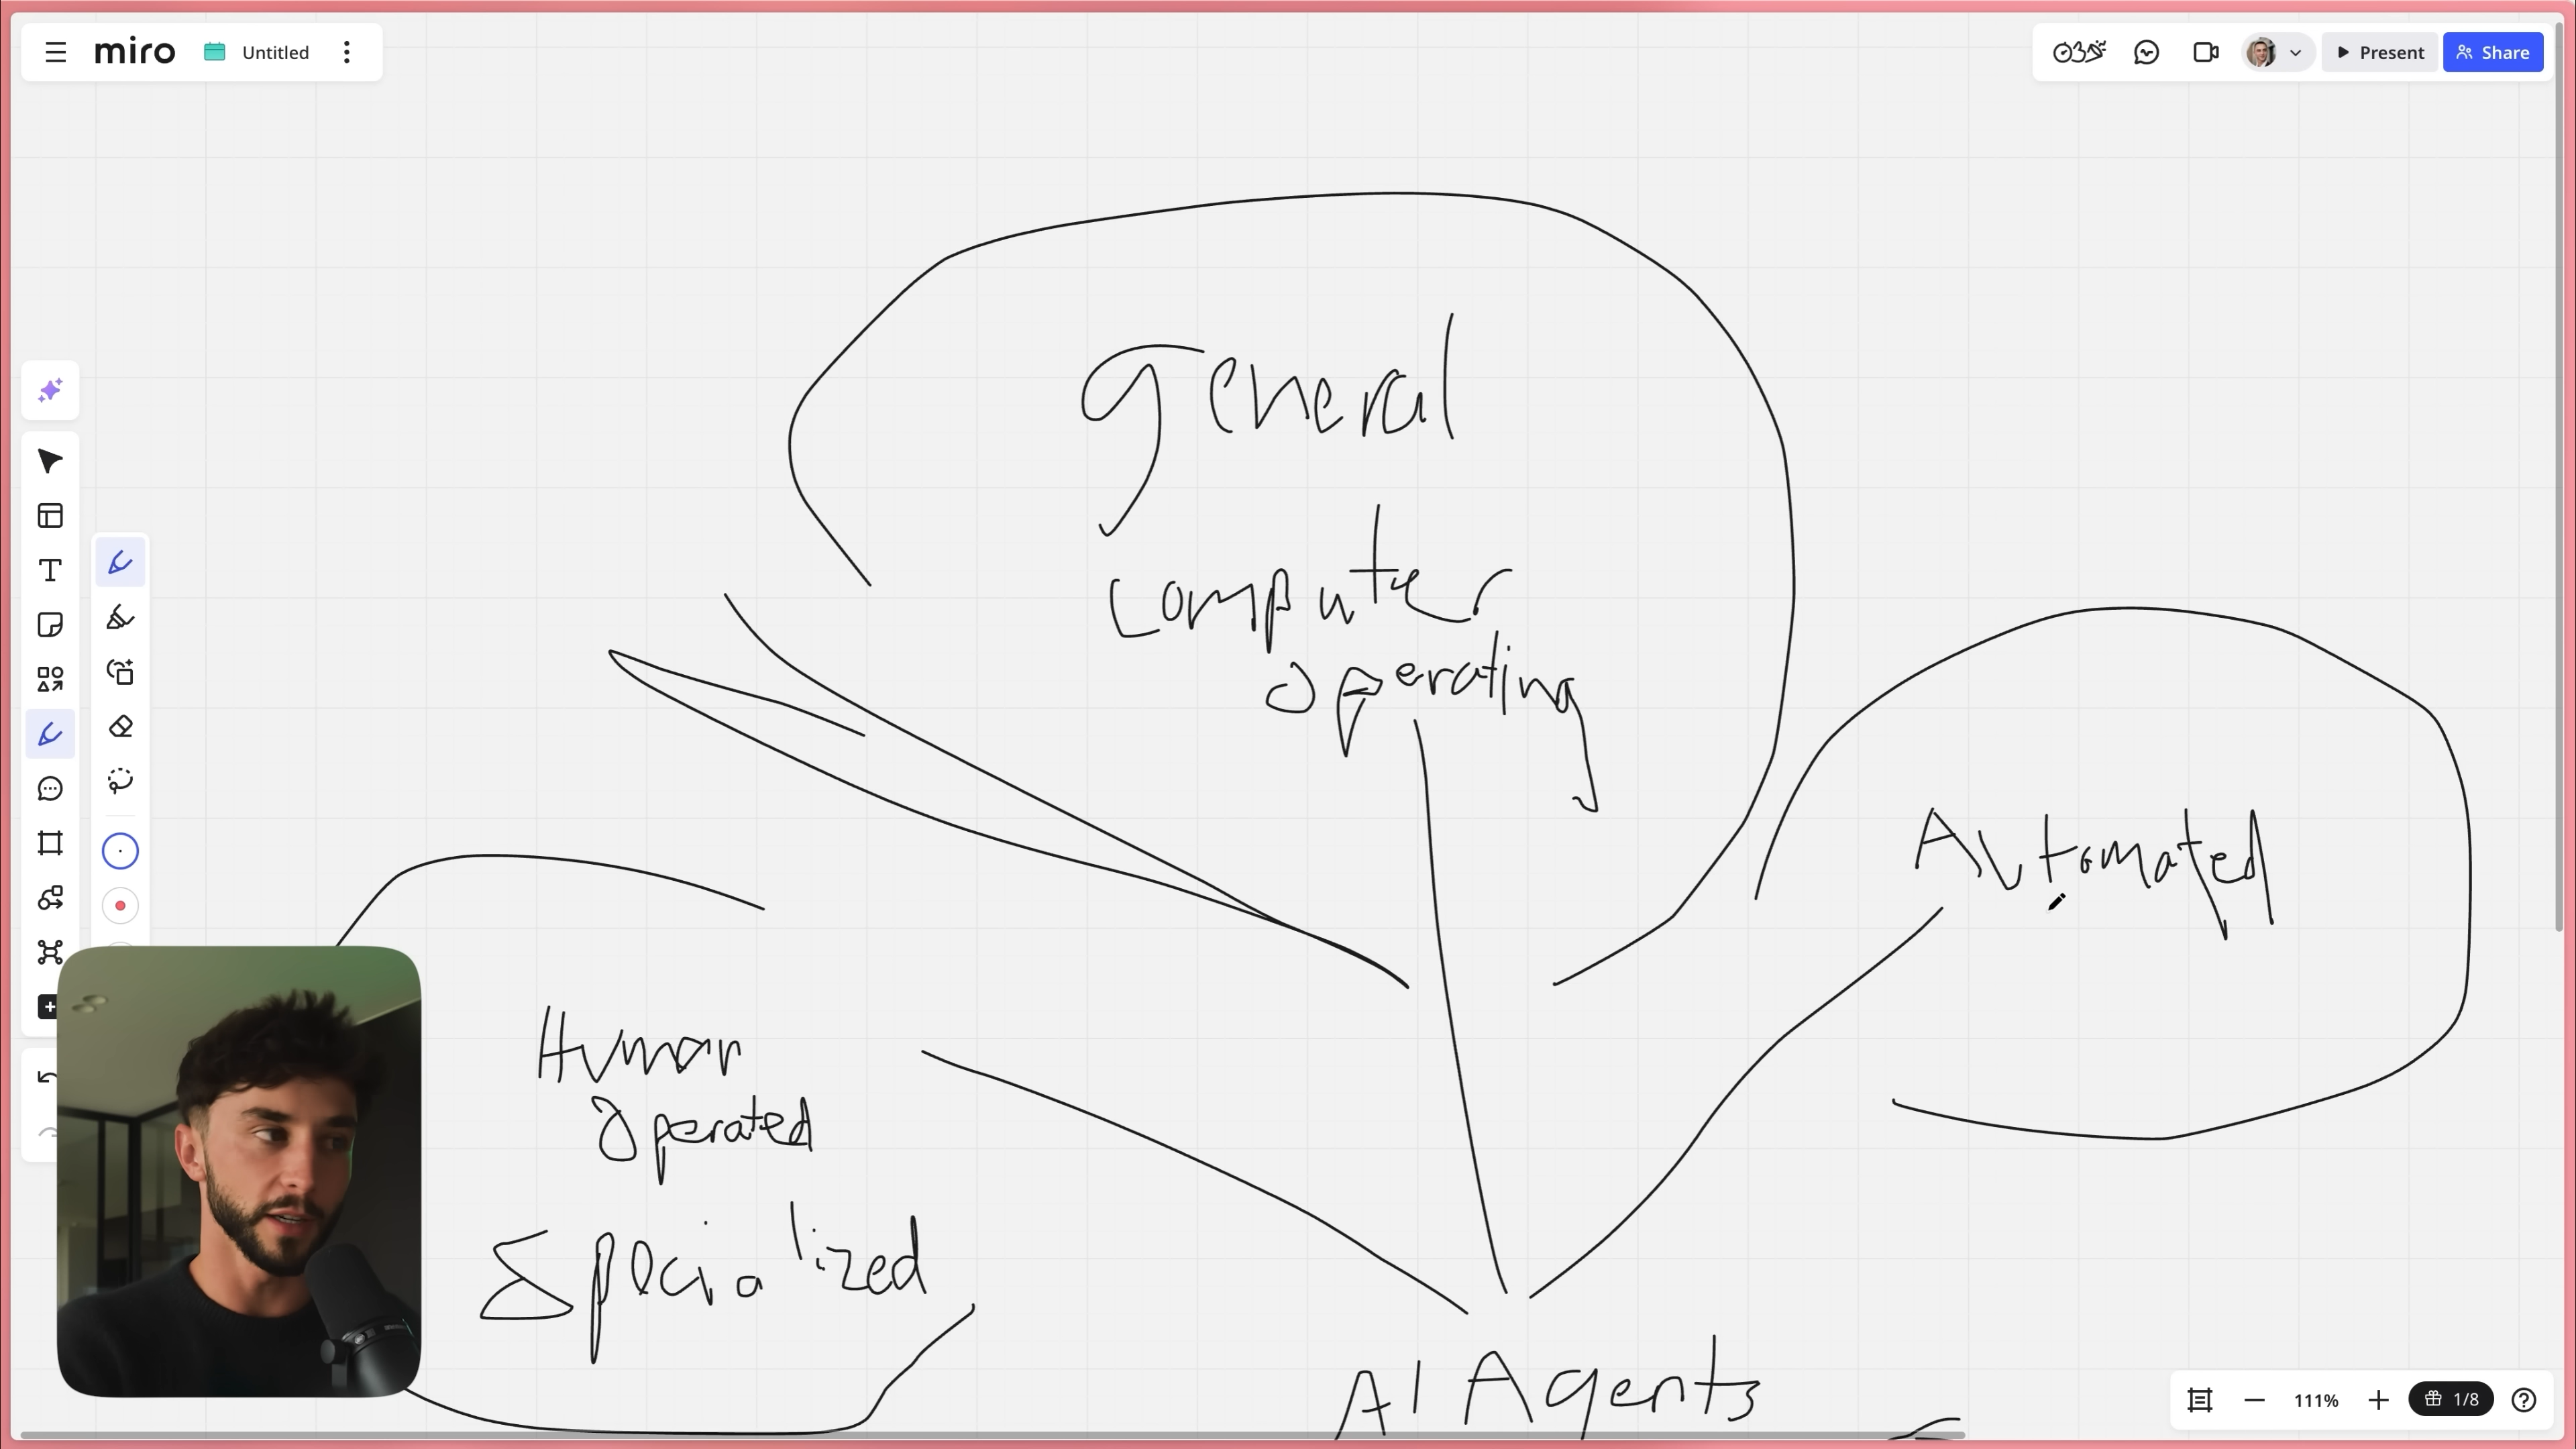 miro
Untitled
Present
Share
General
Computer
Operating
Automated
Human
Operated
Specialized
AI Agents
111%
1/8